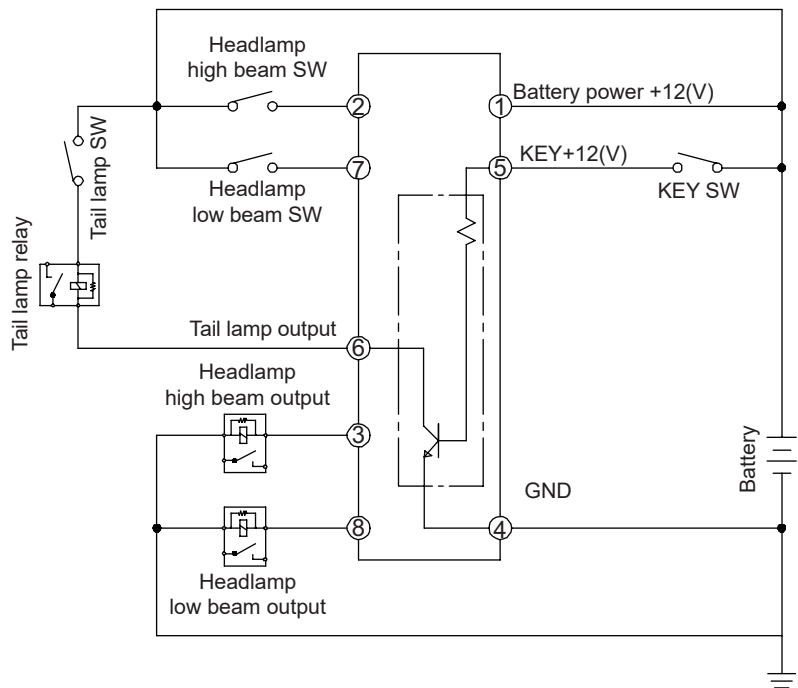 Headlamp
high beam SW
2
1
Battery power +12(V)
Tail lamp SW
7
5
KEY+12(V)
Headlamp
low beam SW
KEY SW
Tail lamp relay
Tail lamp output
6
Headlamp
high beam output
3
Battery
GND
8
4
Headlamp
low beam output